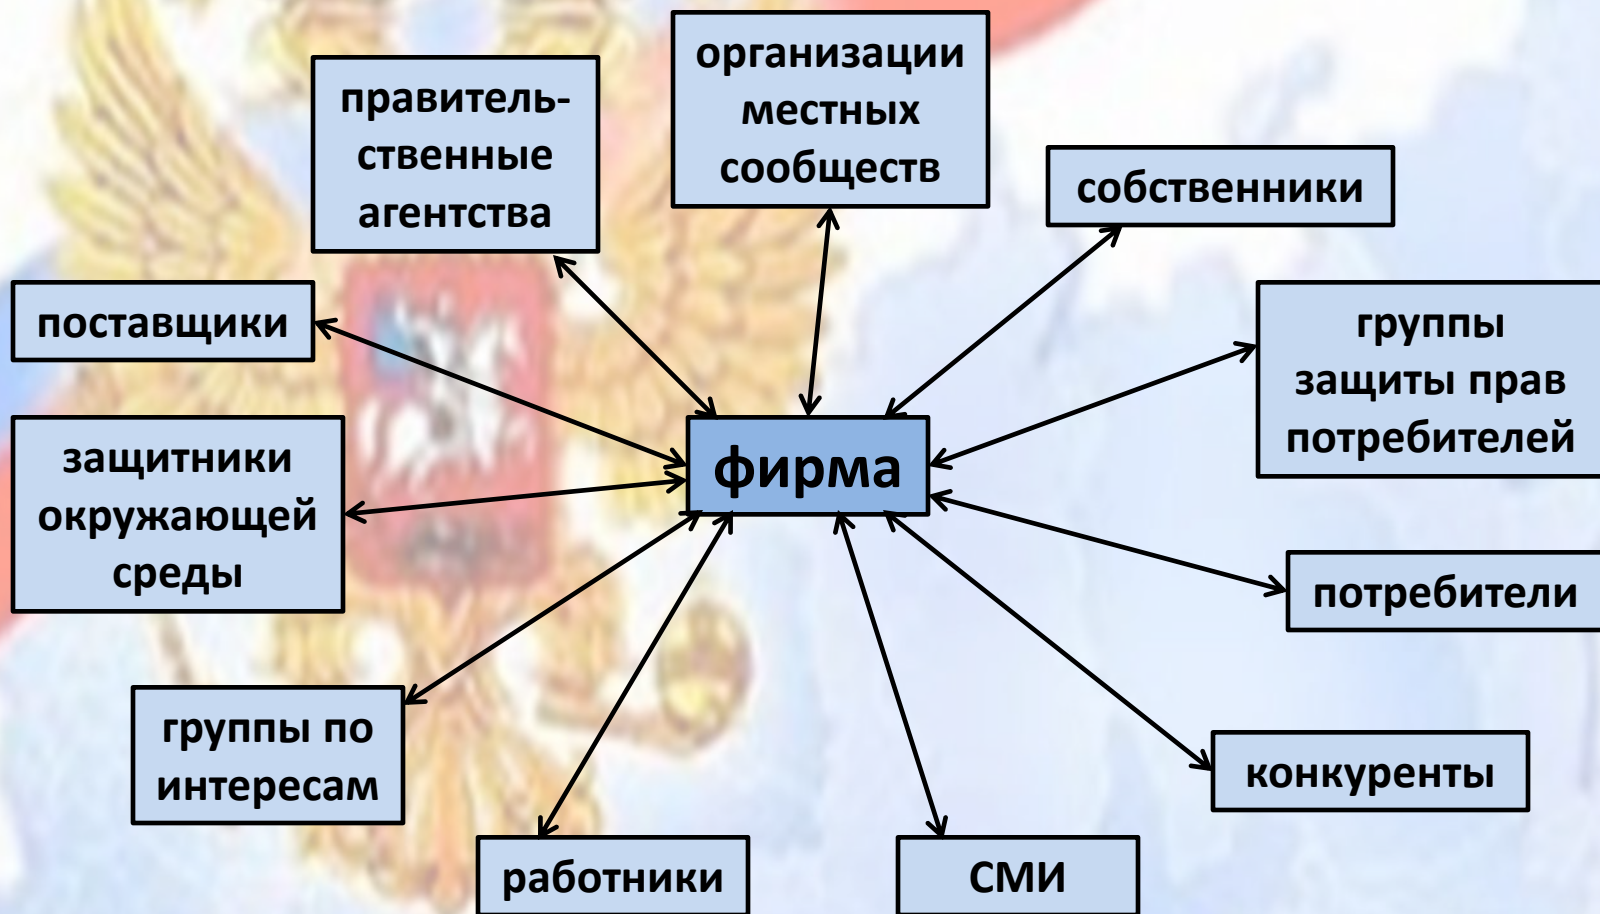 организации
местных
сообществ
правитель-
ственные
агентства
собственники
поставщики
группы
защиты прав
потребителей
защитники
окружающей
среды
фирма
потребители
группы по
интересам
конкуренты
работники
СМИ